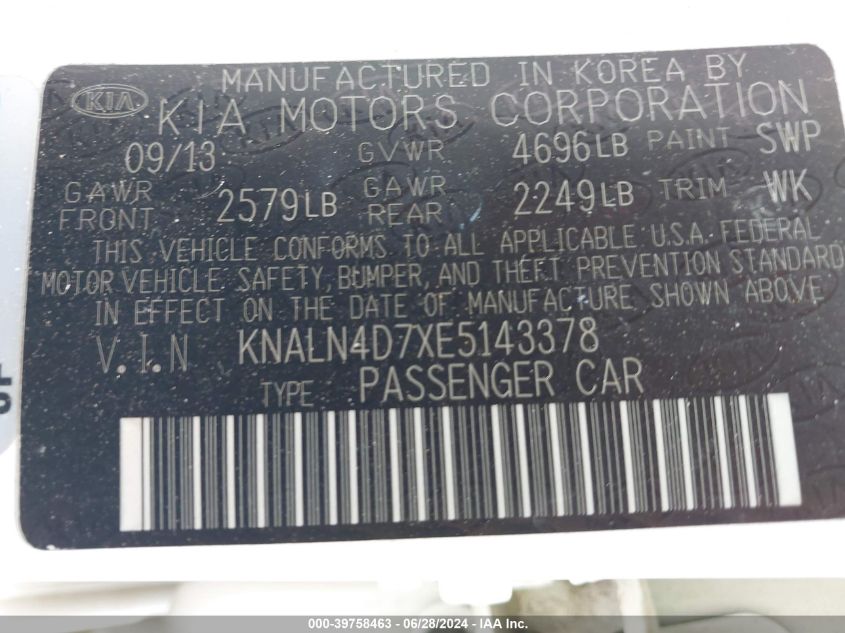 MANUFACTURED IN KOREA BY
KIA KIA MOTORS CORPORATION
09/13 GVWR 4696LB PAINT SWP
GAWR FRONT 2579LB GAWR REAR 2249LB TRIM WK
THIS VEHICLE CONFORMS TO ALL APPLICABLE U.S.A. FEDERAL
MOTOR VEHICLE SAFETY, BUMPER, AND THEFT PREVENTION STANDARD
IN EFFECT ON THE DATE OF MANUFACTURE SHOWN ABOVE
V.I.N KNALN4D7XE5143378
TYPE PASSENGER CAR
000-39758463 - 06/28/2024 - IAAI.com